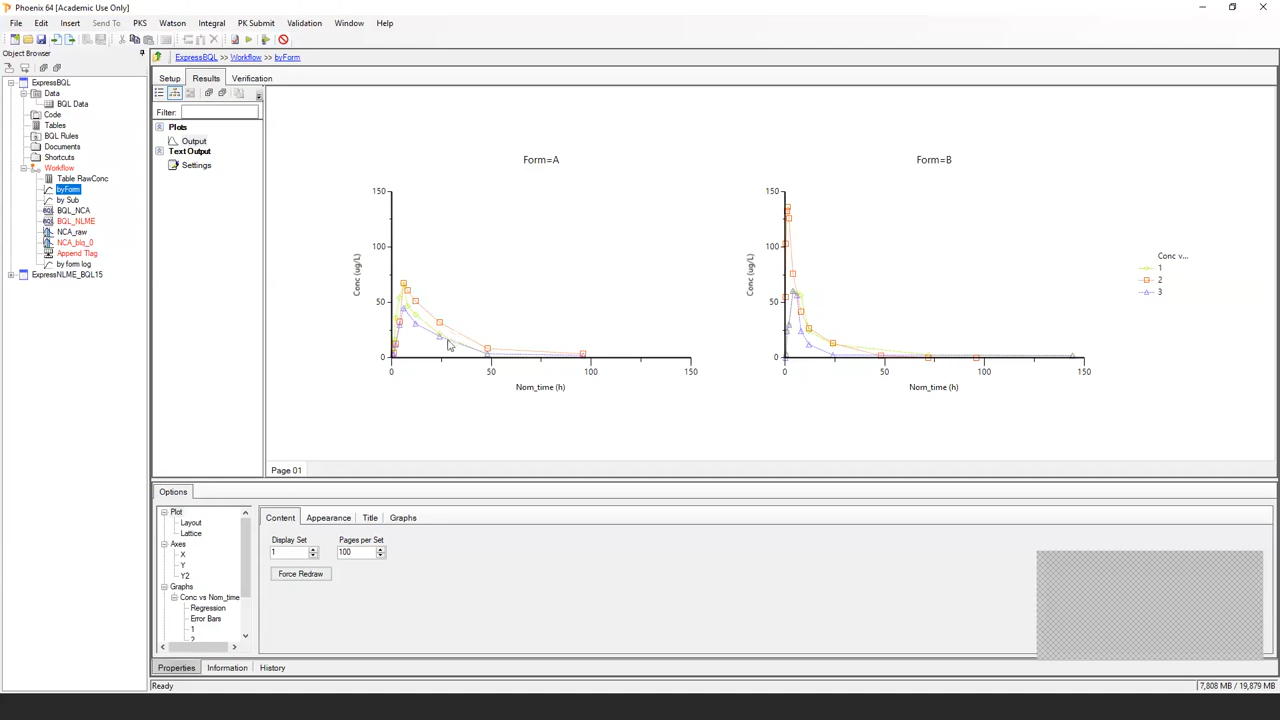 Phoenix 64 [Academic Use Only]
File Edit Insert Send To PKS Watson Integral PK Submit Validation Window Help
Object Browser
ExpressBQL >> Workflow >> byForm
ExpressBQL
Data
BQL Data
Code
Tables
BQL Rules
Documents
Shortcuts
Workflow
Table RawConc
byForm
by Sub
BQL_NCA
BQL_NLME
NCA_raw
NCA_blq_0
Append Tlag
by form log
ExpressNLME_BQL15
Setup Results Verification
Filter:
Plots
Output
Text Output
Settings
Form=A
150
100
50
0
Conc (ug/L)
0 50 100 150
Nom_time (h)
Form=B
150
100
50
0
Conc (ug/L)
0 50 100 150
Nom_time (h)
Conc v...
1
2
3
Page 01
Options
Plot
Layout
Lattice
Axes
X
Y
Y2
Graphs
Conc vs Nom_time
Regression
Error Bars
1
2
Content Appearance Title Graphs
Display Set Pages per Set
1 100
Force Redraw
Properties Information History
Ready 7,808 MB / 19,879 MB